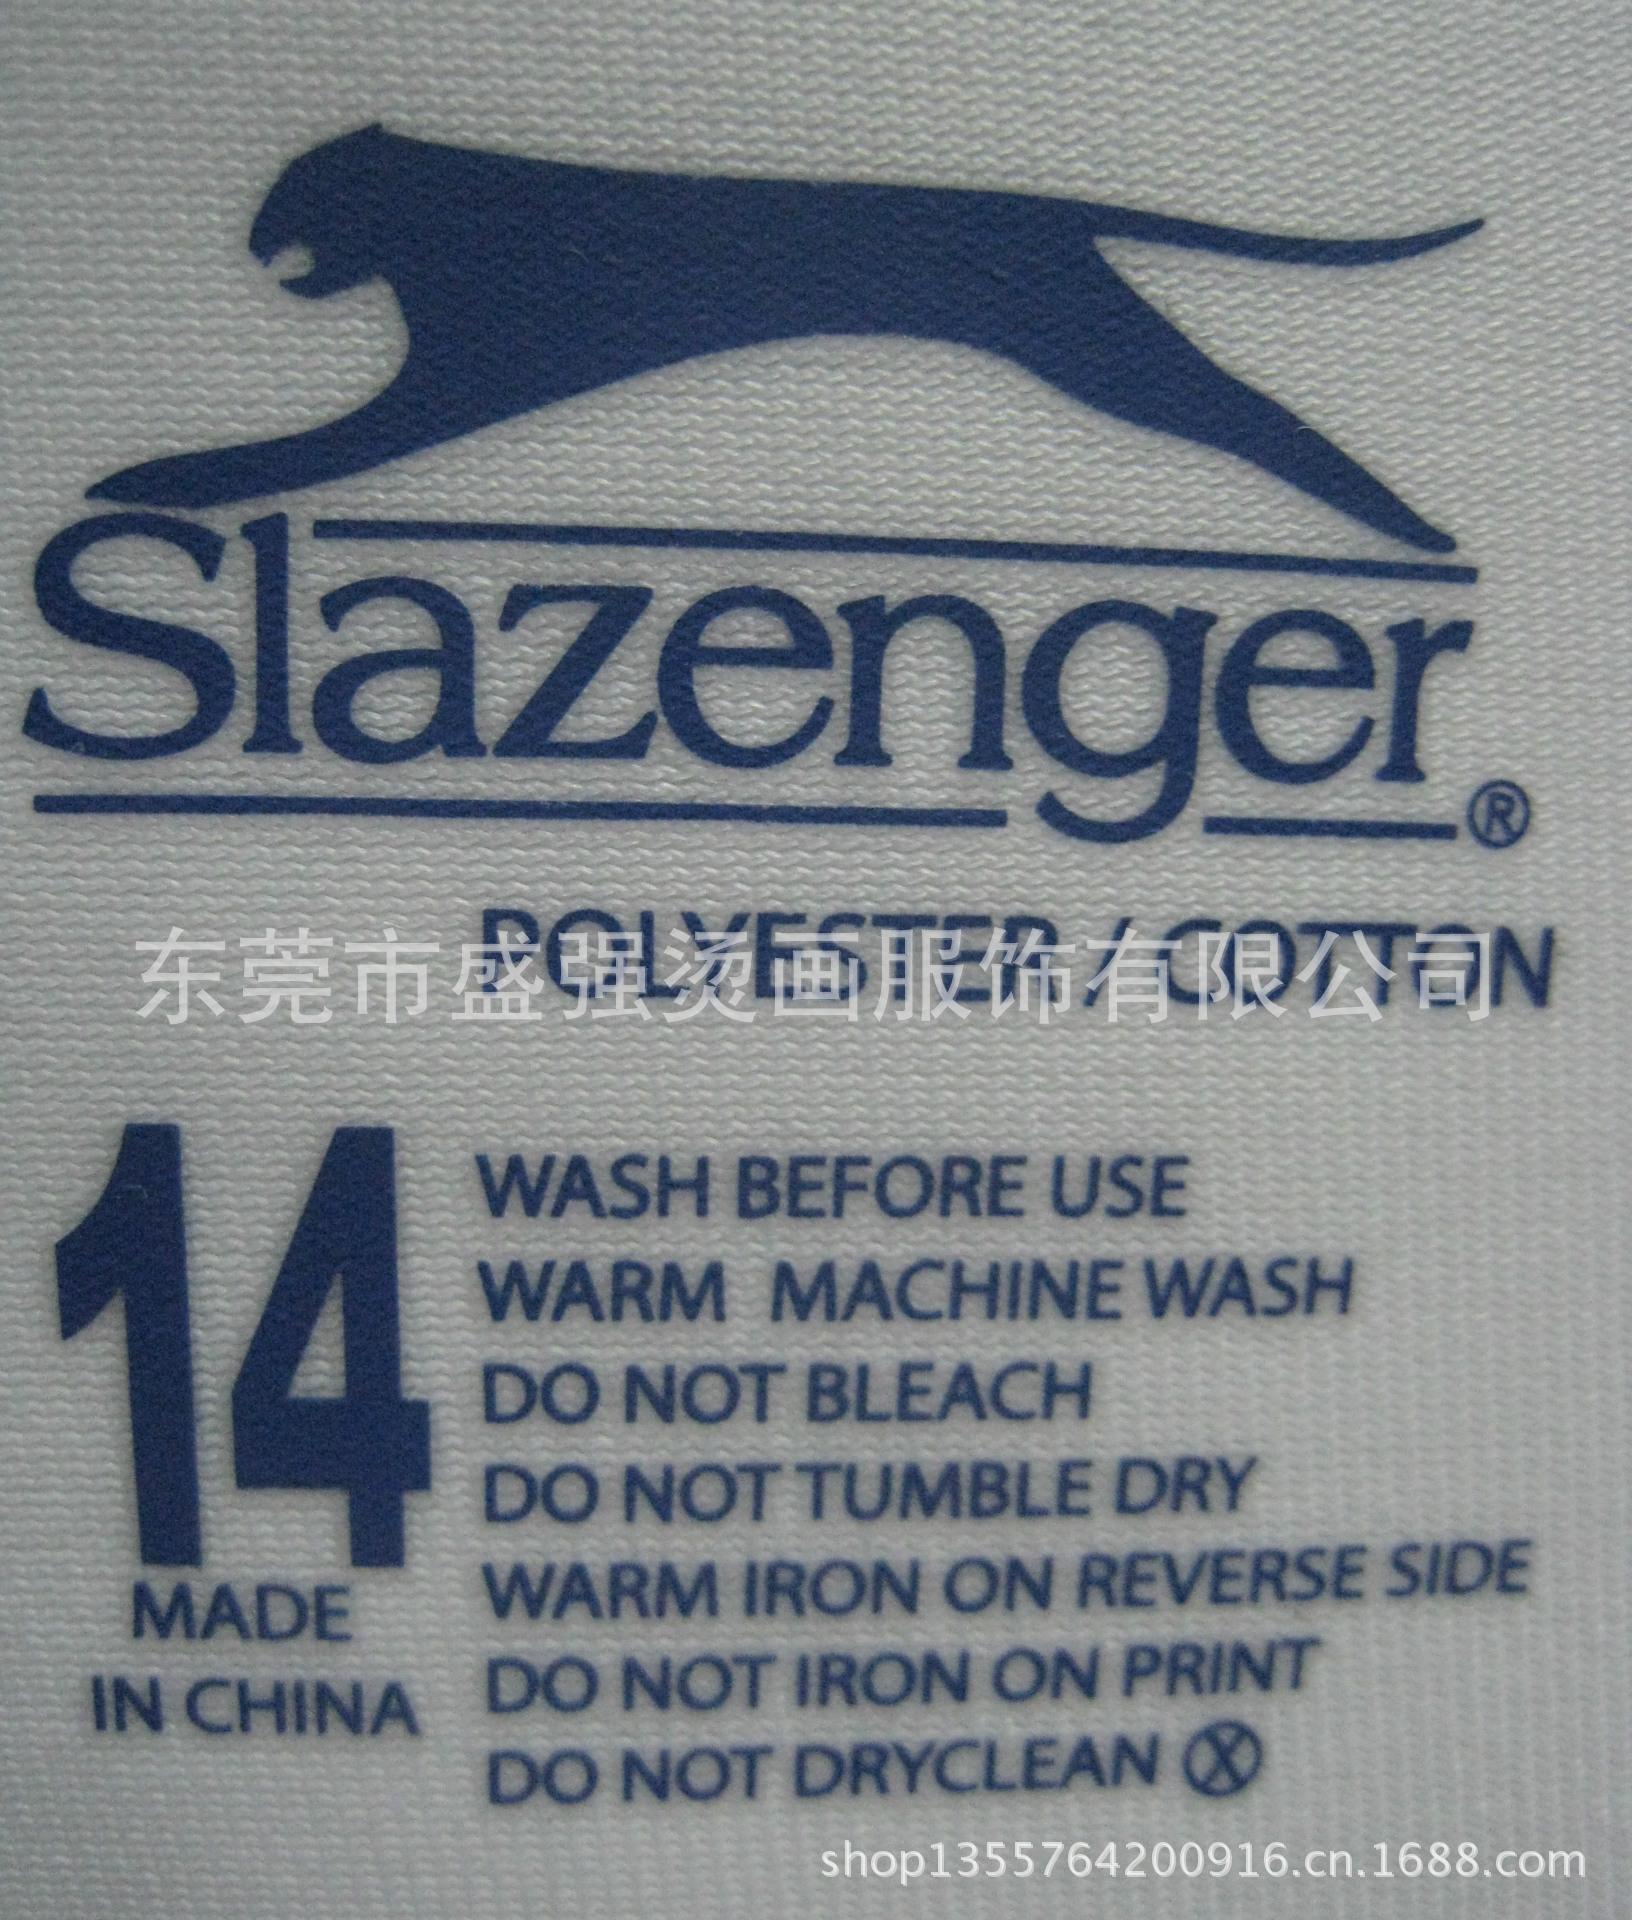 Slazenger®
POLYESTER / COTTON
东莞市盛强烫画服饰有限公司
14
MADE
IN CHINA
WASH BEFORE USE
WARM MACHINE WASH
DO NOT BLEACH
DO NOT TUMBLE DRY
WARM IRON ON REVERSE SIDE
DO NOT IRON ON PRINT
DO NOT DRYCLEAN Ⓧ
shop1355764200916.cn.1688.com